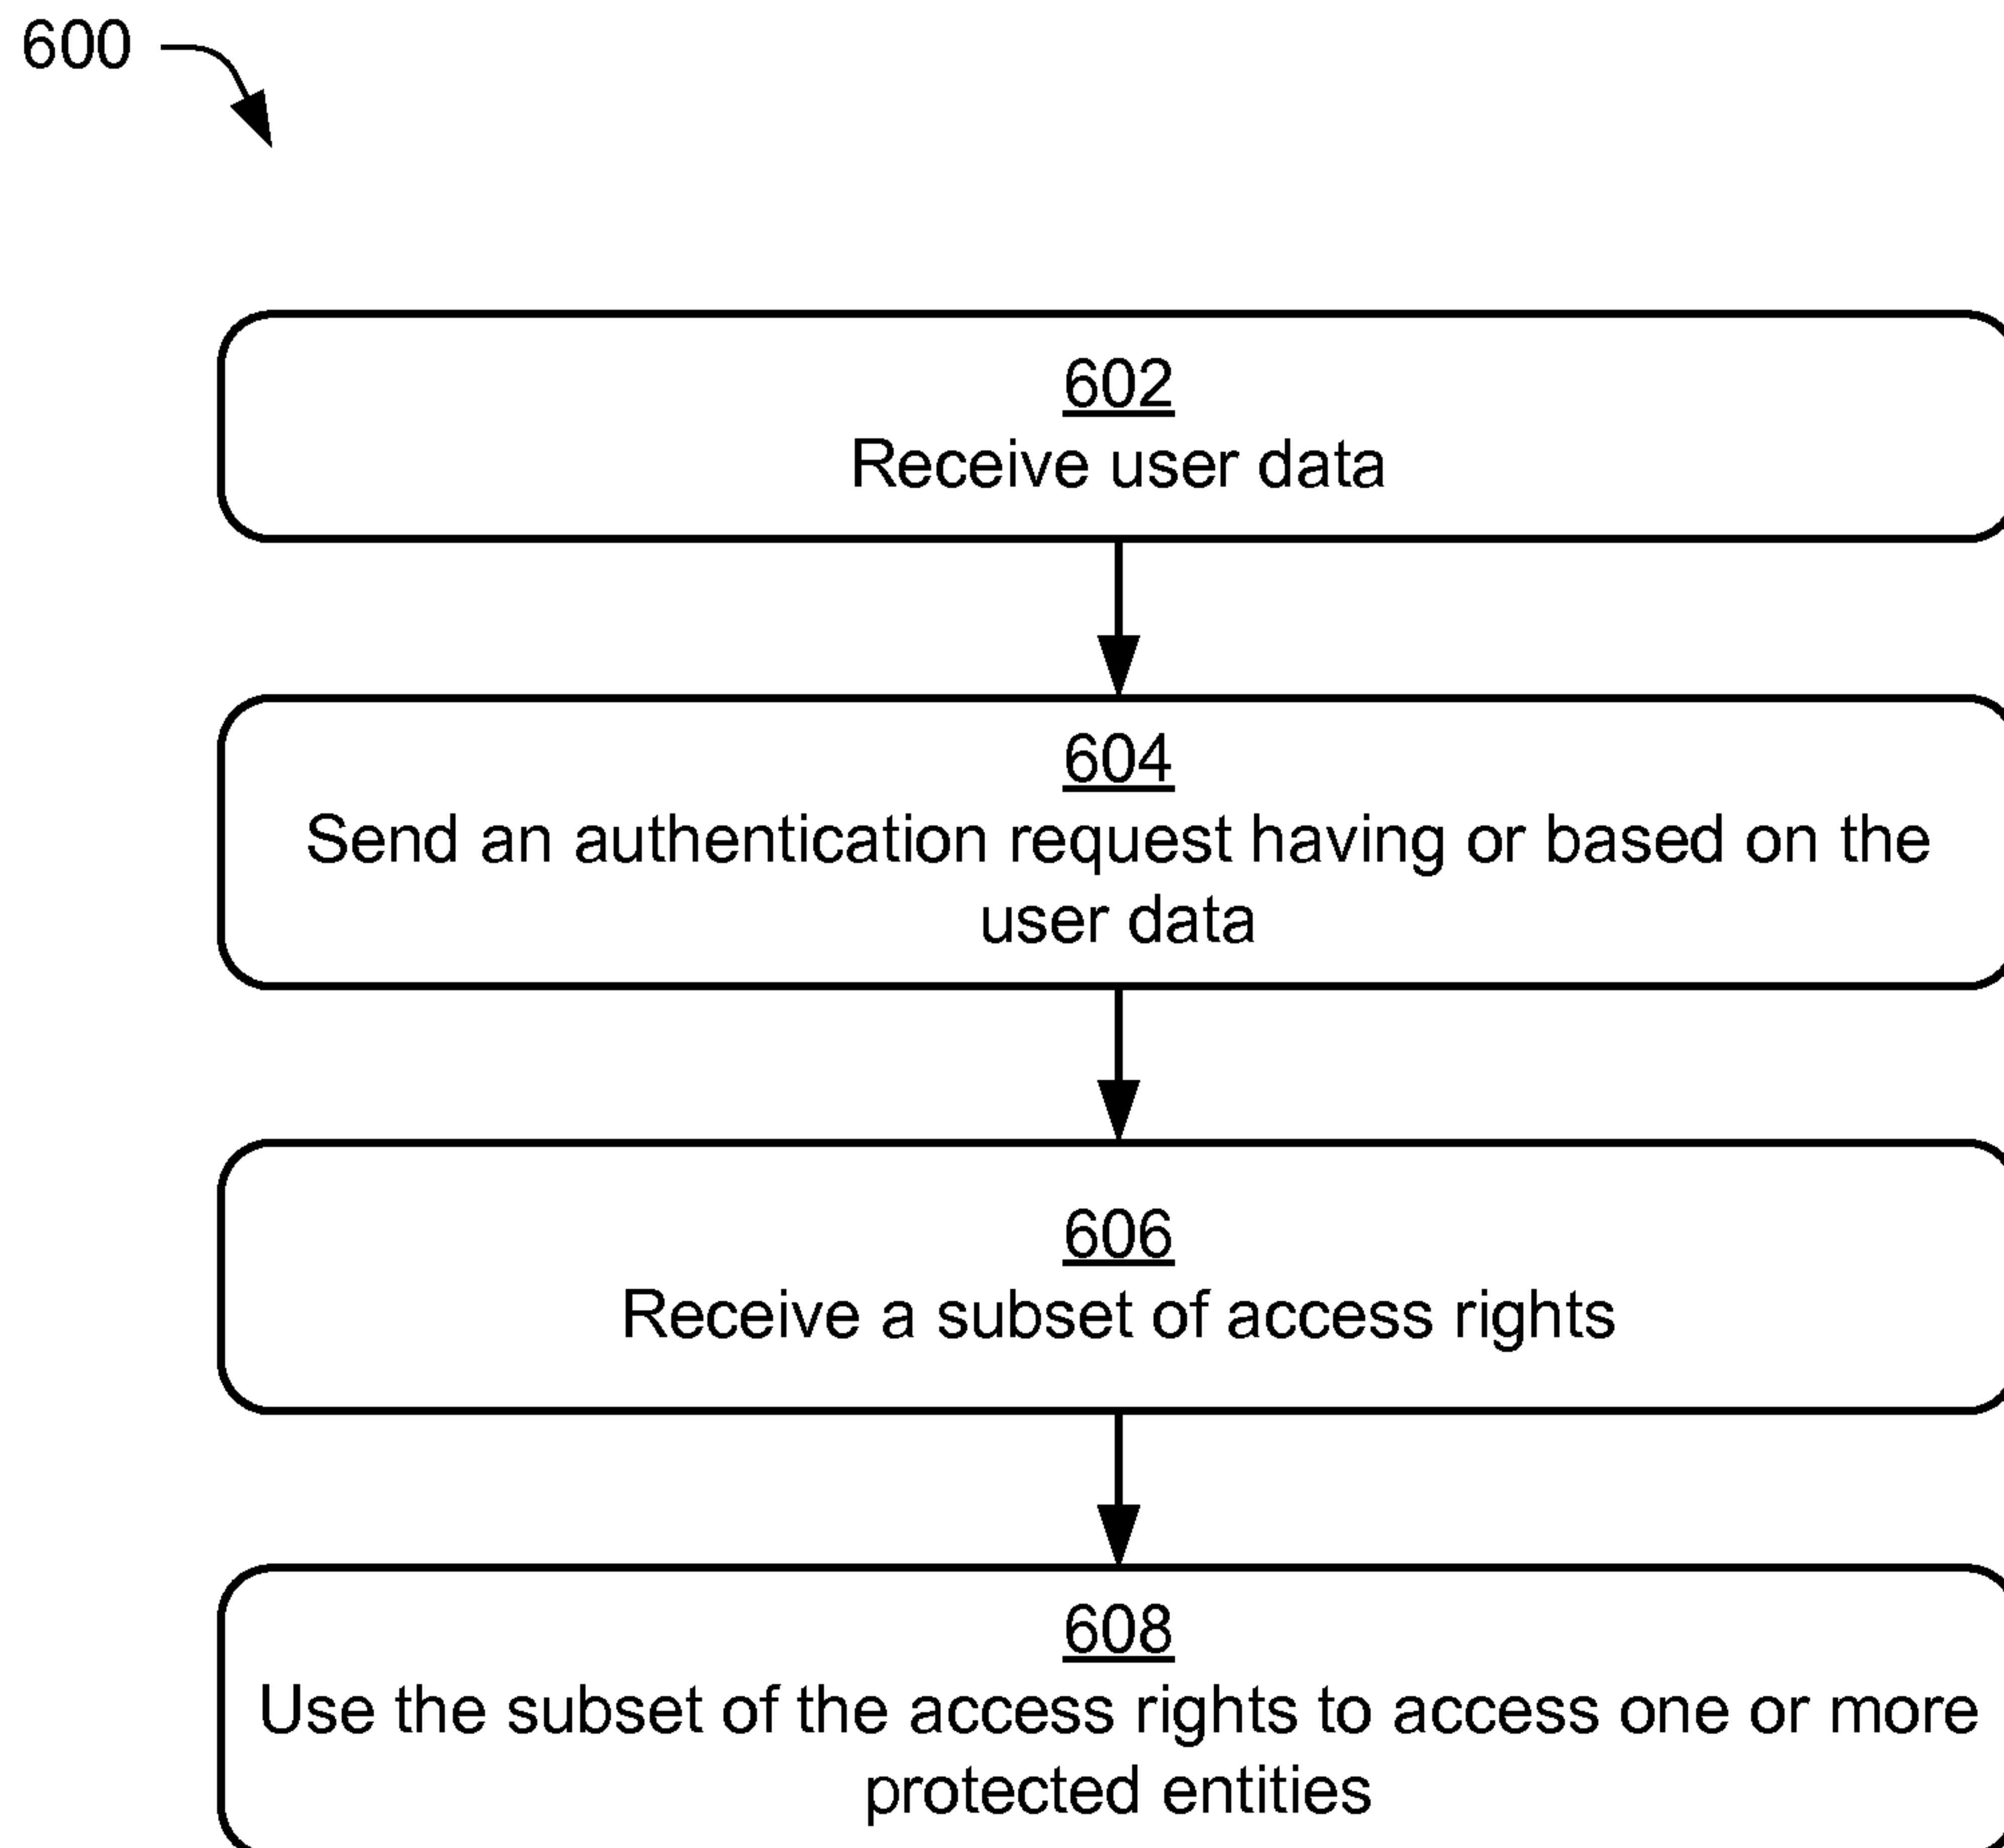 600
602
Receive user data
604
Send an authentication request having or based on the
user data
606
Receive a subset of access rights
608
Use the subset of the access rights to access one or more
protected entities